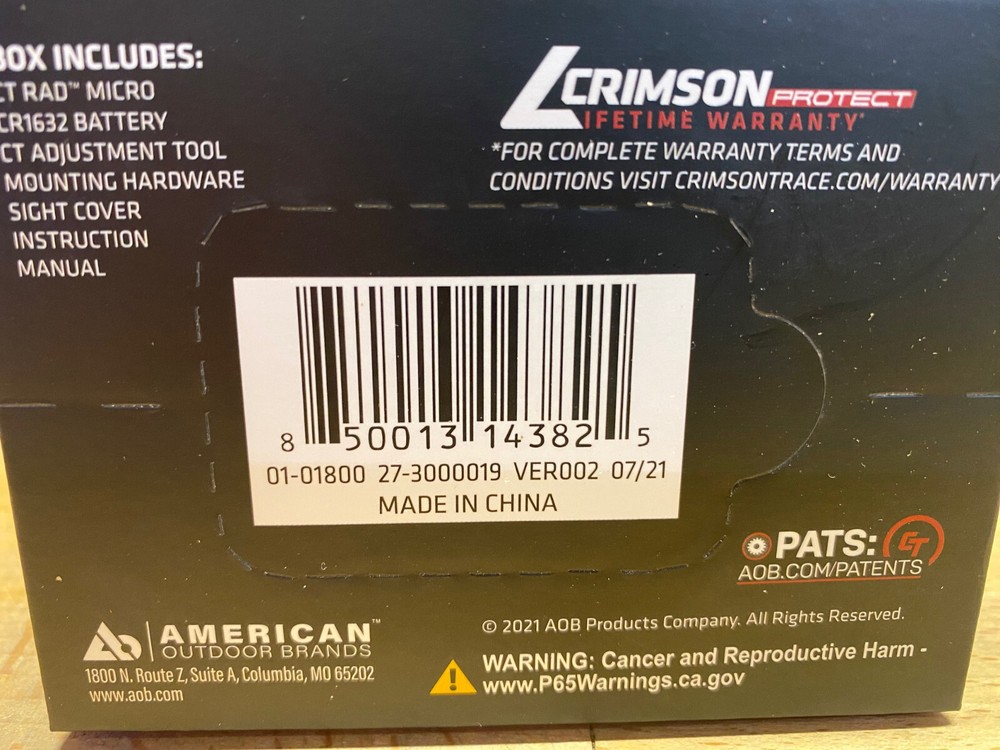 BOX INCLUDES:
CT RAD™ MICRO
CR1632 BATTERY
CT ADJUSTMENT TOOL
MOUNTING HARDWARE
SIGHT COVER
INSTRUCTION
MANUAL
CRIMSON PROTECT
LIFETIME WARRANTY*
*FOR COMPLETE WARRANTY TERMS AND
CONDITIONS VISIT CRIMSONTRACE.COM/WARRANTY
8 50013 14382 5
01-01800 27-3000019 VER002 07/21
MADE IN CHINA
PATS: CT
AOB.COM/PATENTS
AMERICAN™
OUTDOOR BRANDS
1800 N. Route Z, Suite A, Columbia, MO 65202
www.aob.com
© 2021 AOB Products Company. All Rights Reserved.
WARNING: Cancer and Reproductive Harm -
www.P65Warnings.ca.gov